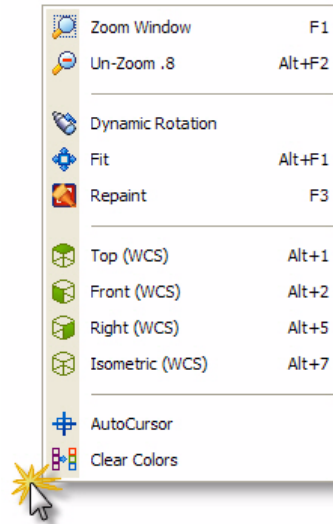 Zoom Window F1
Un-Zoom .8 Alt+F2
Dynamic Rotation
Fit Alt+F1
Repaint F3
Top (WCS) Alt+1
Front (WCS) Alt+2
Right (WCS) Alt+5
Isometric (WCS) Alt+7
AutoCursor
Clear Colors